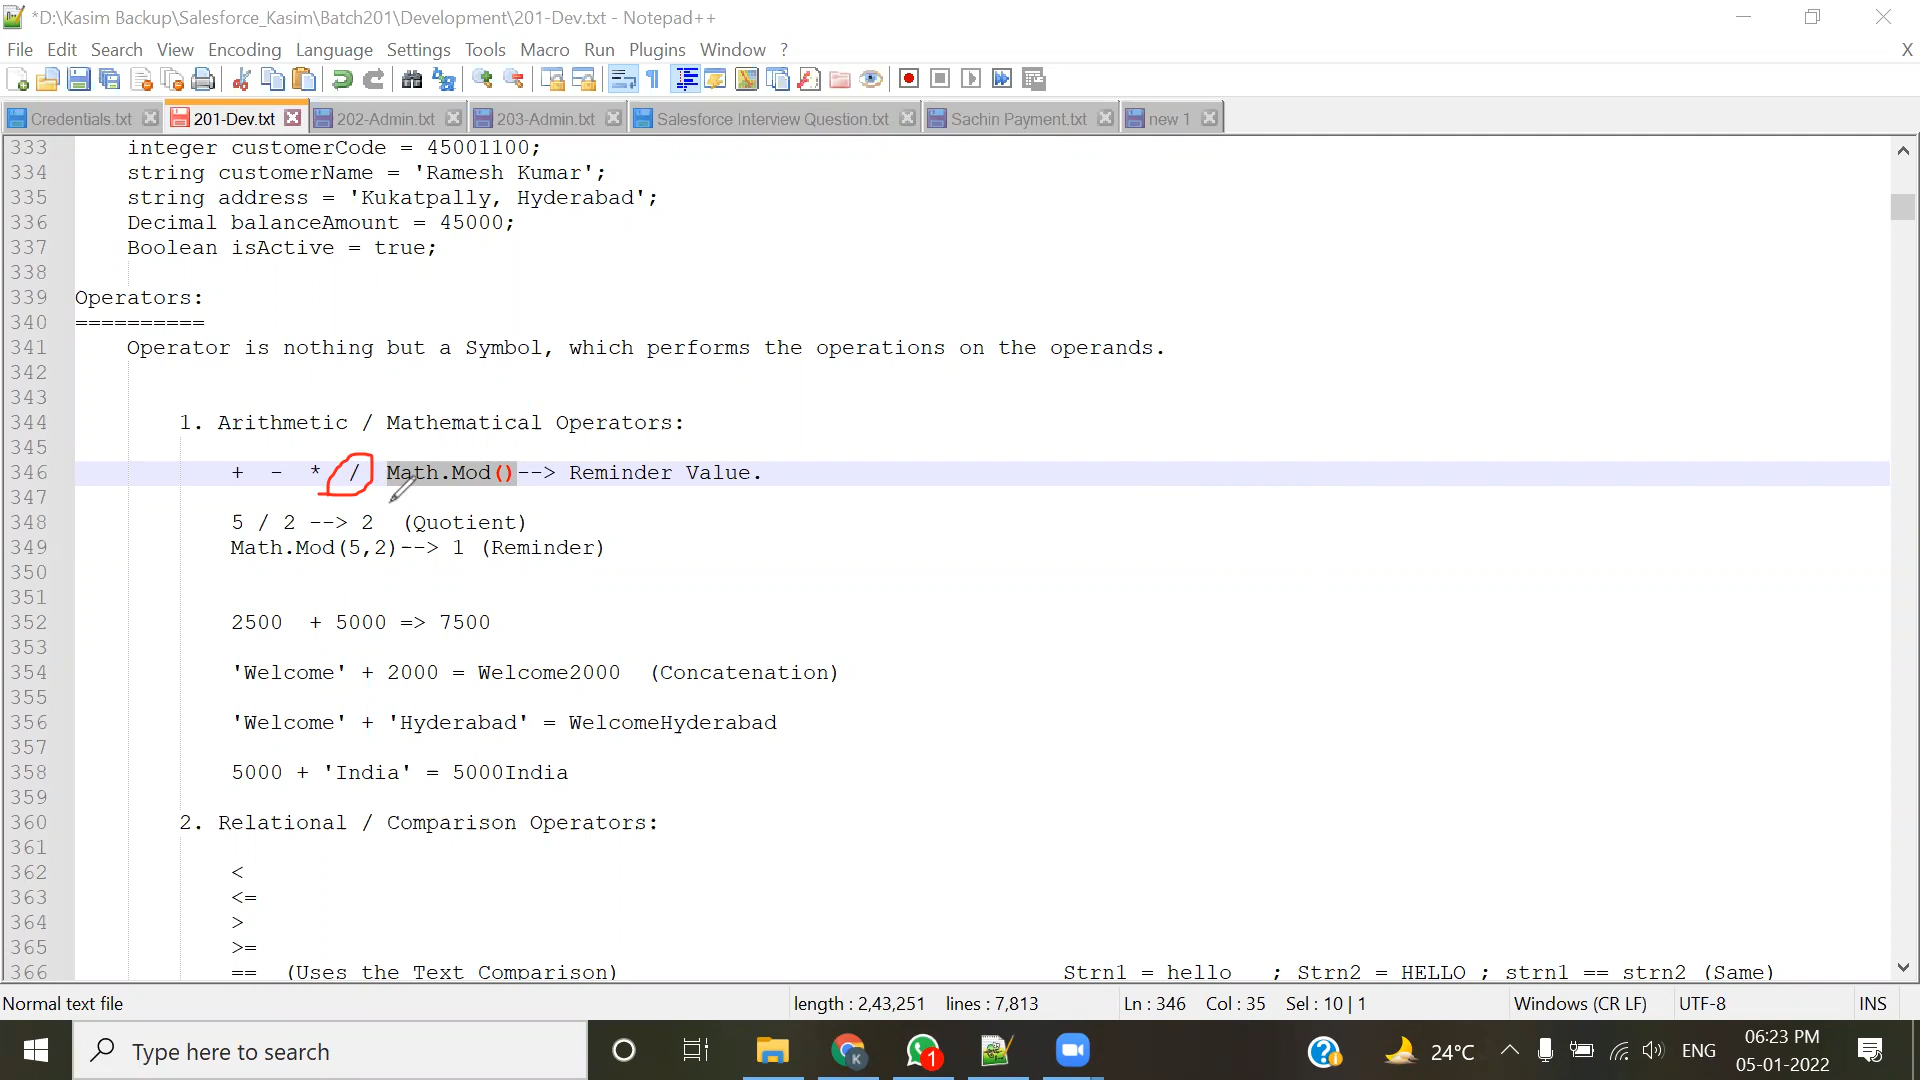 *D:\Kasim Backup\Salesforce_Kasim\Batch201\Development\201-Dev.txt - Notepad++
File Edit Search View Encoding Language Settings Tools Macro Run Plugins Window ? X
Credentials.txt 201-Dev.txt 202-Admin.txt 203-Admin.txt Salesforce Interview Question.txt Sachin Payment.txt new 1
333 integer customerCode = 45001100;
334 string customerName = 'Ramesh Kumar';
335 string address = 'Kukatpally, Hyderabad';
336 Decimal balanceAmount = 45000;
337 Boolean isActive = true;
338
339 Operators:
340 ==========
341 Operator is nothing but a Symbol, which performs the operations on the operands.
342
343
344 1. Arithmetic / Mathematical Operators:
345
346 + - * / Math.Mod()--> Reminder Value.
347
348 5 / 2 --> 2 (Quotient)
349 Math.Mod(5,2)--> 1 (Reminder)
350
351
352 2500 + 5000 => 7500
353
354 'Welcome' + 2000 = Welcome2000 (Concatenation)
355
356 'Welcome' + 'Hyderabad' = WelcomeHyderabad
357
358 5000 + 'India' = 5000India
359
360 2. Relational / Comparison Operators:
361
362 <
363 <=
364 >
365 >=
366 == (Uses the Text Comparison) Strn1 = hello ; Strn2 = HELLO ; strn1 == strn2 (Same)
Normal text file length : 2,43,251 lines : 7,813 Ln : 346 Col : 35 Sel : 10 | 1 Windows (CR LF) UTF-8 INS
Type here to search 1 24°C ENG 06:23 PM
05-01-2022